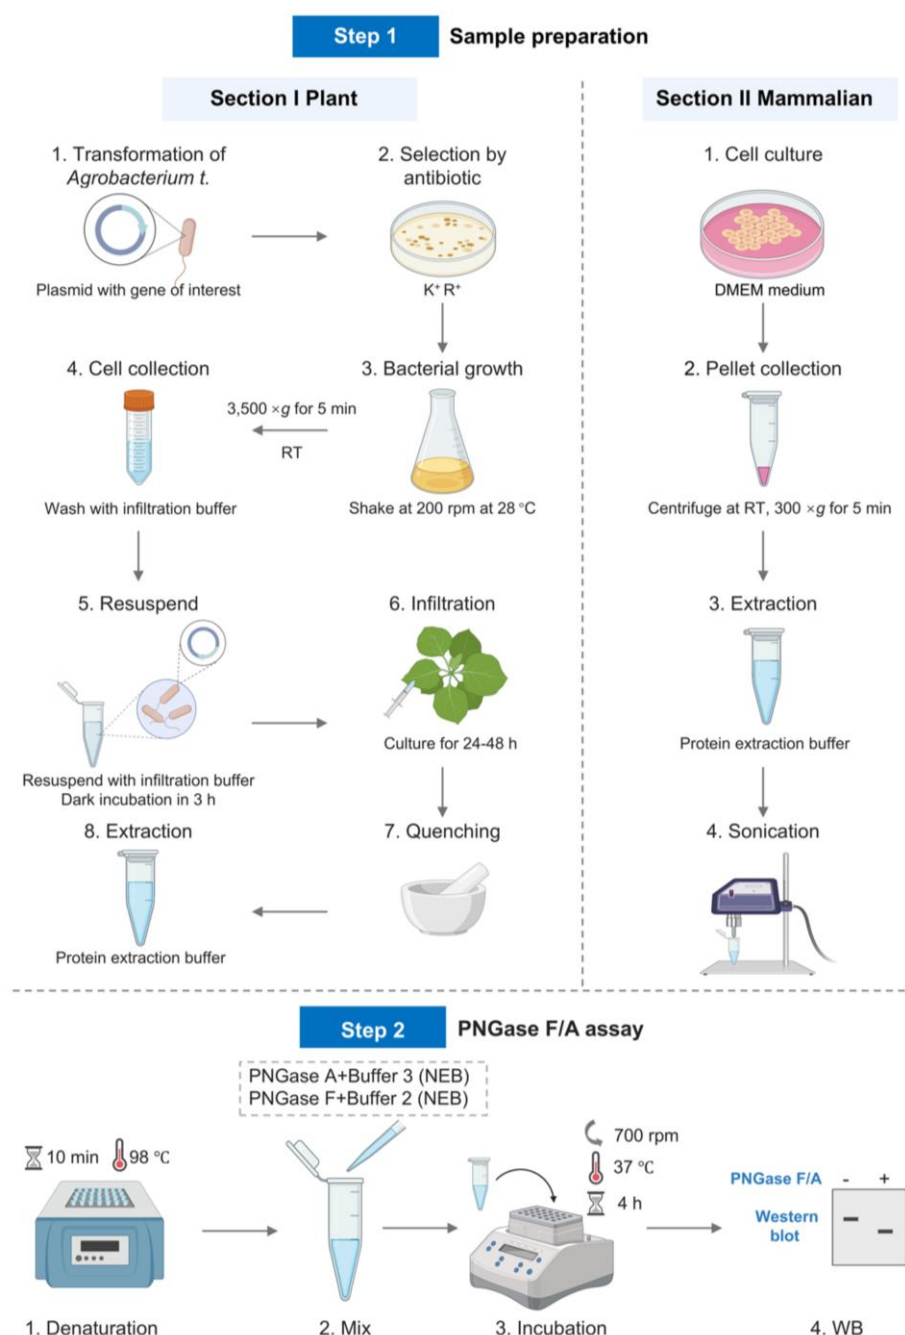 Step 1 Sample preparation
Section I Plant
1. Transformation of
Agrobacterium t.
Plasmid with gene of interest
2. Selection by
antibiotic
K⁺ R⁺
3. Bacterial growth
Shake at 200 rpm at 28 °C
3,500 ×g for 5 min
RT
4. Cell collection
Wash with infiltration buffer
5. Resuspend
Resuspend with infiltration buffer
Dark incubation in 3 h
6. Infiltration
Culture for 24-48 h
7. Quenching
8. Extraction
Protein extraction buffer
Section II Mammalian
1. Cell culture
DMEM medium
2. Pellet collection
Centrifuge at RT, 300 ×g for 5 min
3. Extraction
Protein extraction buffer
4. Sonication
Step 2 PNGase F/A assay
10 min 98 °C
1. Denaturation
PNGase A+Buffer 3 (NEB)
PNGase F+Buffer 2 (NEB)
2. Mix
700 rpm
37 °C
4 h
3. Incubation
PNGase F/A - +
Western
blot
4. WB